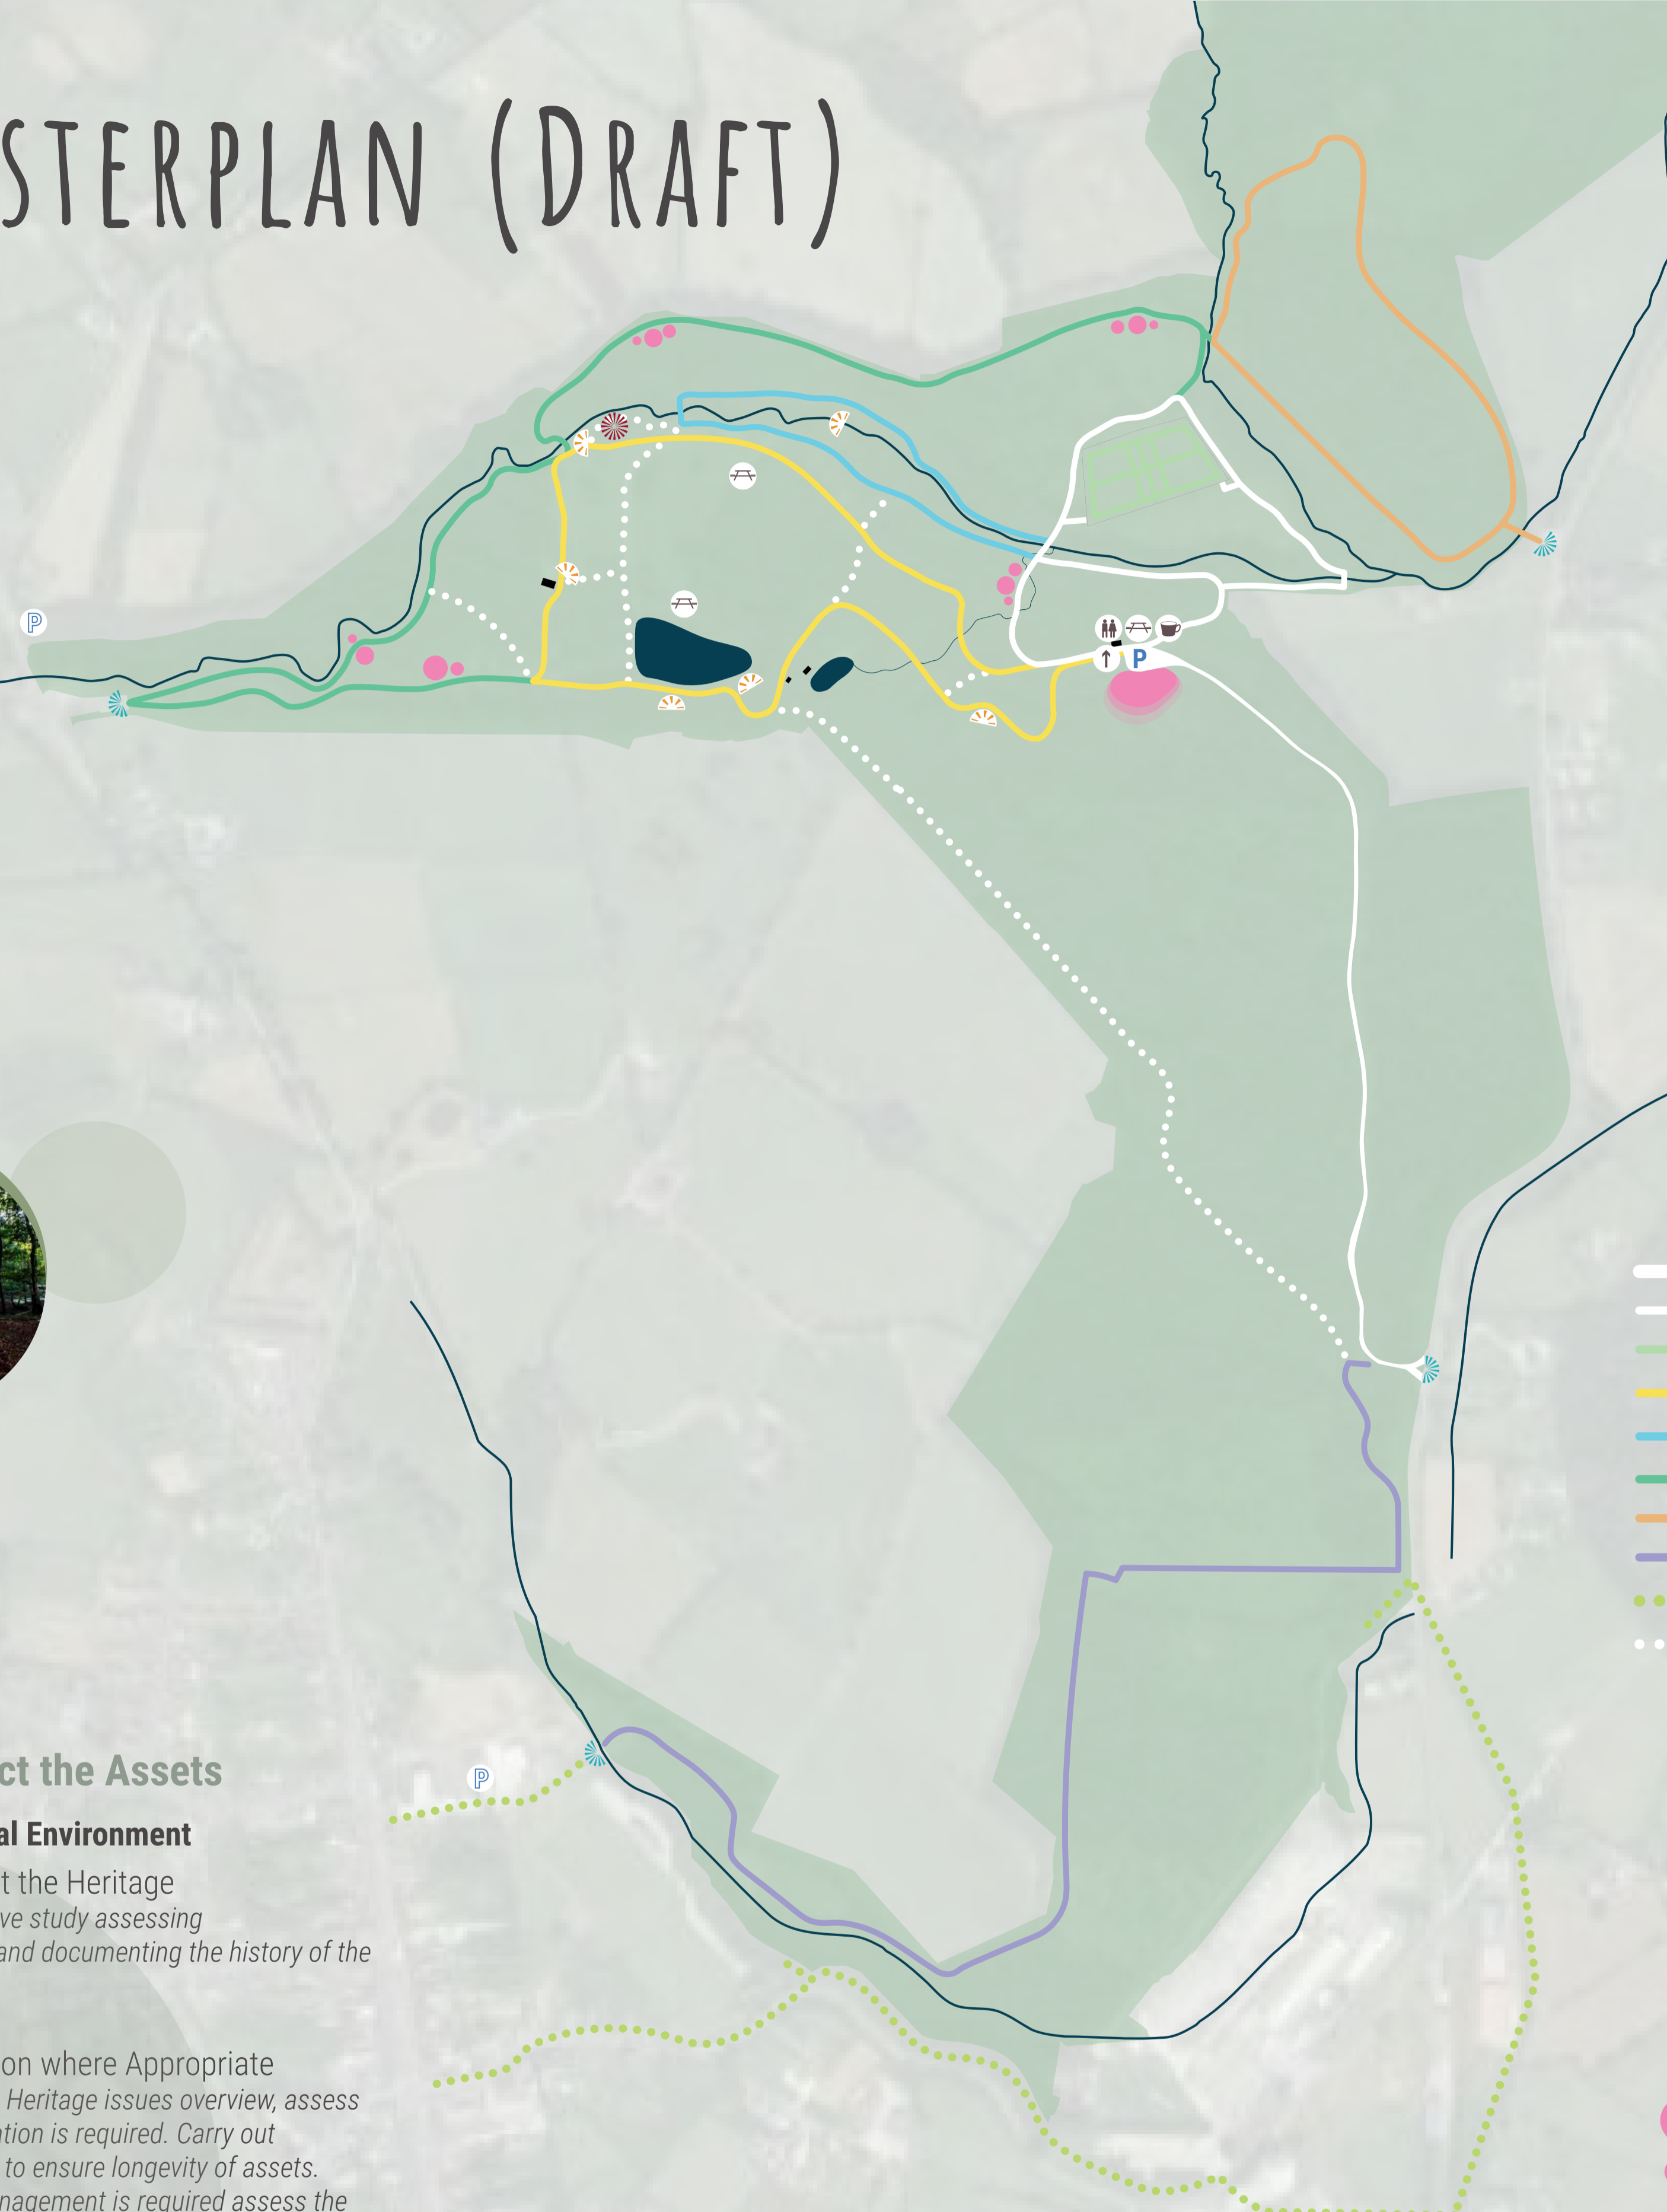 sterplan (Draft)
P
P
ct the Assets
al Environment
t the Heritage
ve study assessing
and documenting the history of the
P
on where Appropriate
Heritage issues overview, assess
tion is required. Carry out
to ensure longevity of assets.
nagement is required assess the